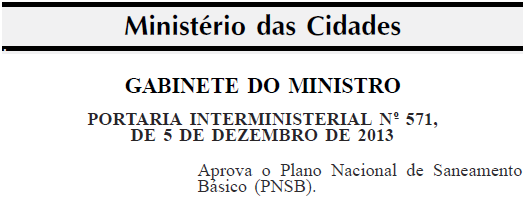 Ministério das Cidades
GABINETE DO MINISTRO
PORTARIA INTERMINISTERIAL Nº 571,
DE 5 DE DEZEMBRO DE 2013
Aprova o Plano Nacional de Saneamento
Básico (PNSB).